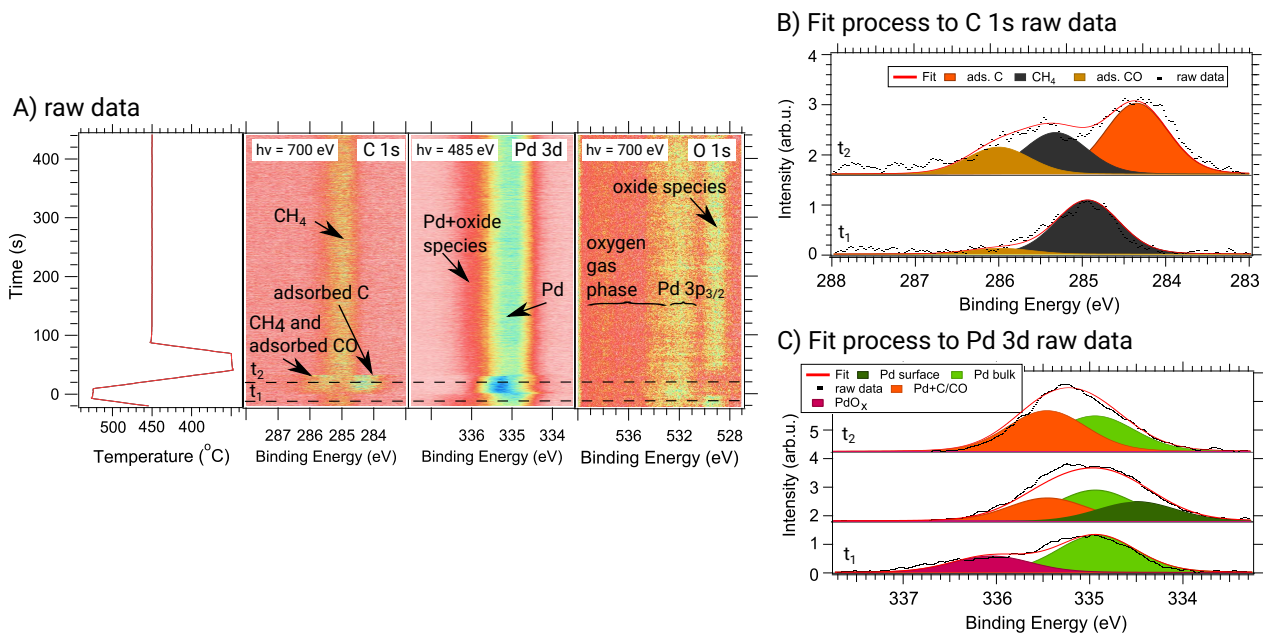 A) raw data
400
300
200
100
0
Time (s)
500
450
400
Temperature (°C)
hv = 700 eV
C 1s
CH4
adsorbed C
CH4 and
adsorbed CO
t2
t1
287
286
285
284
Binding Energy (eV)
hv = 485 eV
Pd 3d
Pd+oxide
species
Pd
336
335
334
Binding Energy (eV)
hv = 700 eV
O 1s
oxide species
oxygen
gas
phase
Pd 3p3/2
536
532
528
Binding Energy (eV)
B) Fit process to C 1s raw data
Fit
ads. C
CH4
ads. CO
raw data
4
3
2
1
0
Intensity (arb.u.)
t2
t1
288
287
286
285
284
283
Binding Energy (eV)
C) Fit process to Pd 3d raw data
Fit
Pd surface
Pd bulk
raw data
Pd+C/CO
PdOx
5
4
3
2
1
0
Intensity (arb.u.)
t2
t1
337
336
335
334
Binding Energy (eV)